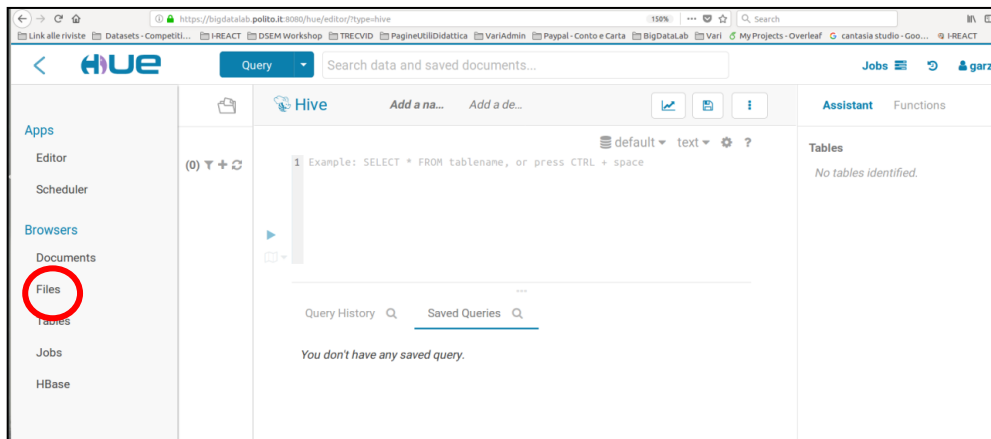 https://bigdatalab.polito.it:8080/hue/editor/?type=hive 150% Search
Link alle riviste Datasets - Competiti... I-REACT DSEM Workshop TRECVID PagineUtiliDidattica VariAdmin Paypal - Conto e Carta BigDataLab Vari My Projects - Overleaf cantasia studio - Goo... I-REACT
HUE Query Search data and saved documents... Jobs garz
Hive Add a na... Add a de... Assistant Functions
Apps
Editor
Scheduler
Browsers
Documents
Files
Tables
Jobs
HBase
(0)
default text ?
1 Example: SELECT * FROM tablename, or press CTRL + space
Query History Saved Queries
You don't have any saved query.
Tables
No tables identified.